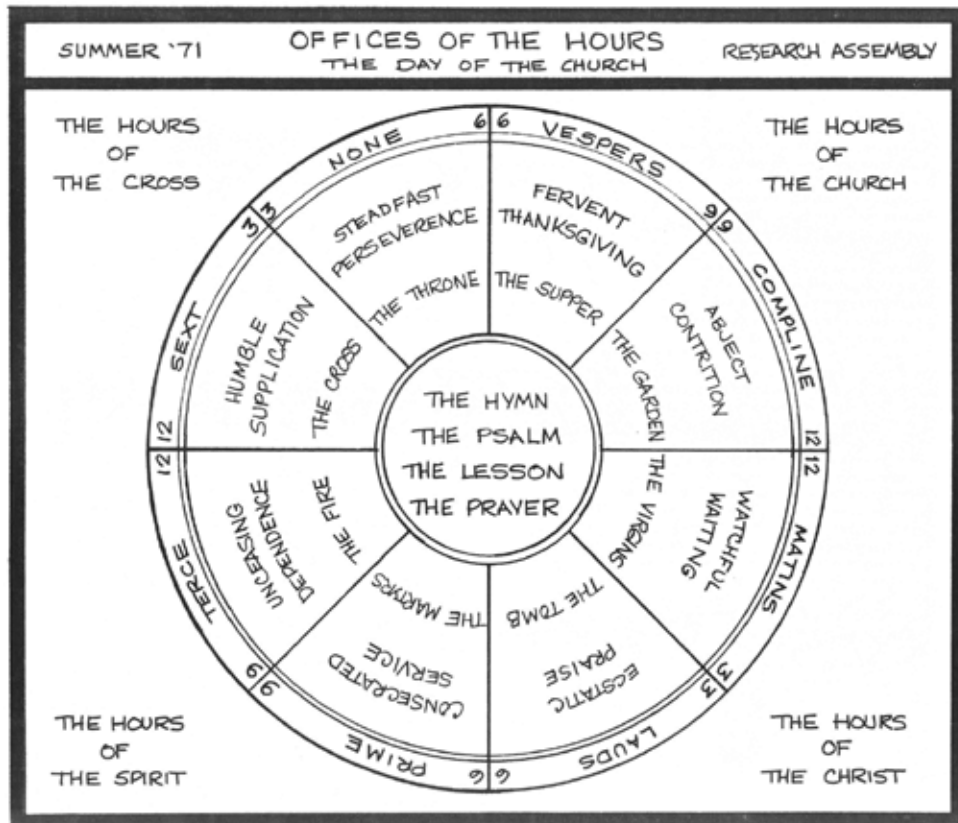 SUMMER '71
OFFICES OF THE HOURS
THE DAY OF THE CHURCH
RESEARCH ASSEMBLY
THE HOURS
OF
THE CROSS
THE HOURS
OF
THE CHURCH
6 VESPERS 9
FERVENT
THANKSGIVING
THE SUPPER
9 COMPLINE 12
ABJECT
CONTRITION
THE GARDEN
12 MATINS 3
WATCHFUL
WAITING
THE VIRGINS
3 LAUDS 6
ECSTATIC
PRAISE
THE TOMB
6 PRIME 9
CONSECRATED
SERVICE
THE MARTYRS
9 TERCE 12
UNCEASING
DEPENDENCE
THE FIRE
12 SEXT 3
HUMBLE
SUPPLICATION
THE CROSS
3 NONE 6
STEADFAST
PERSEVERENCE
THE THRONE
THE HYMN
THE PSALM
THE LESSON
THE PRAYER
THE HOURS
OF
THE SPIRIT
THE HOURS
OF
THE CHRIST